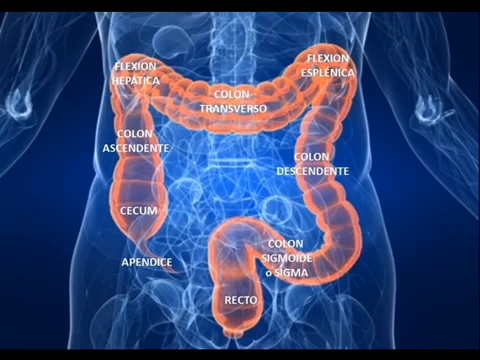 FLEXION
HEPÁTICA
FLEXION
ESPLÉNICA
COLON
TRANSVERSO
COLON
ASCENDENTE
COLON
DESCENDENTE
CECUM
COLON
SIGMOIDE
o SIGMA
APENDICE
RECTO